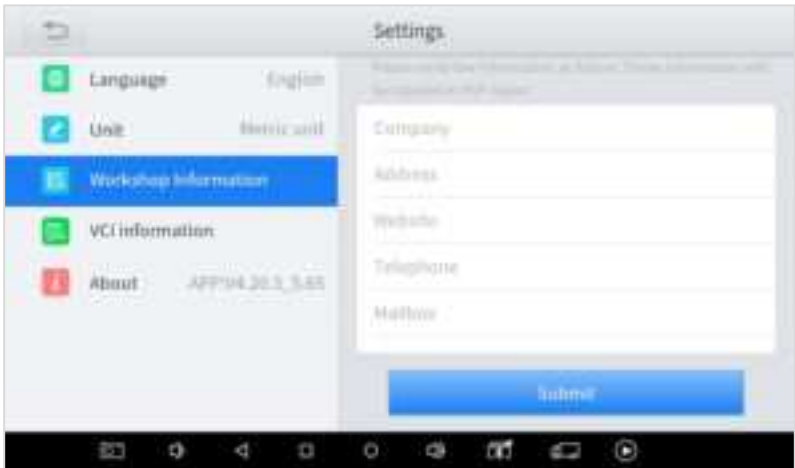 Settings
Language English
Unit Metric unit
Workshop Information
VCI information
About
Company
Address
Website
Telephone
Mailbox
Submit